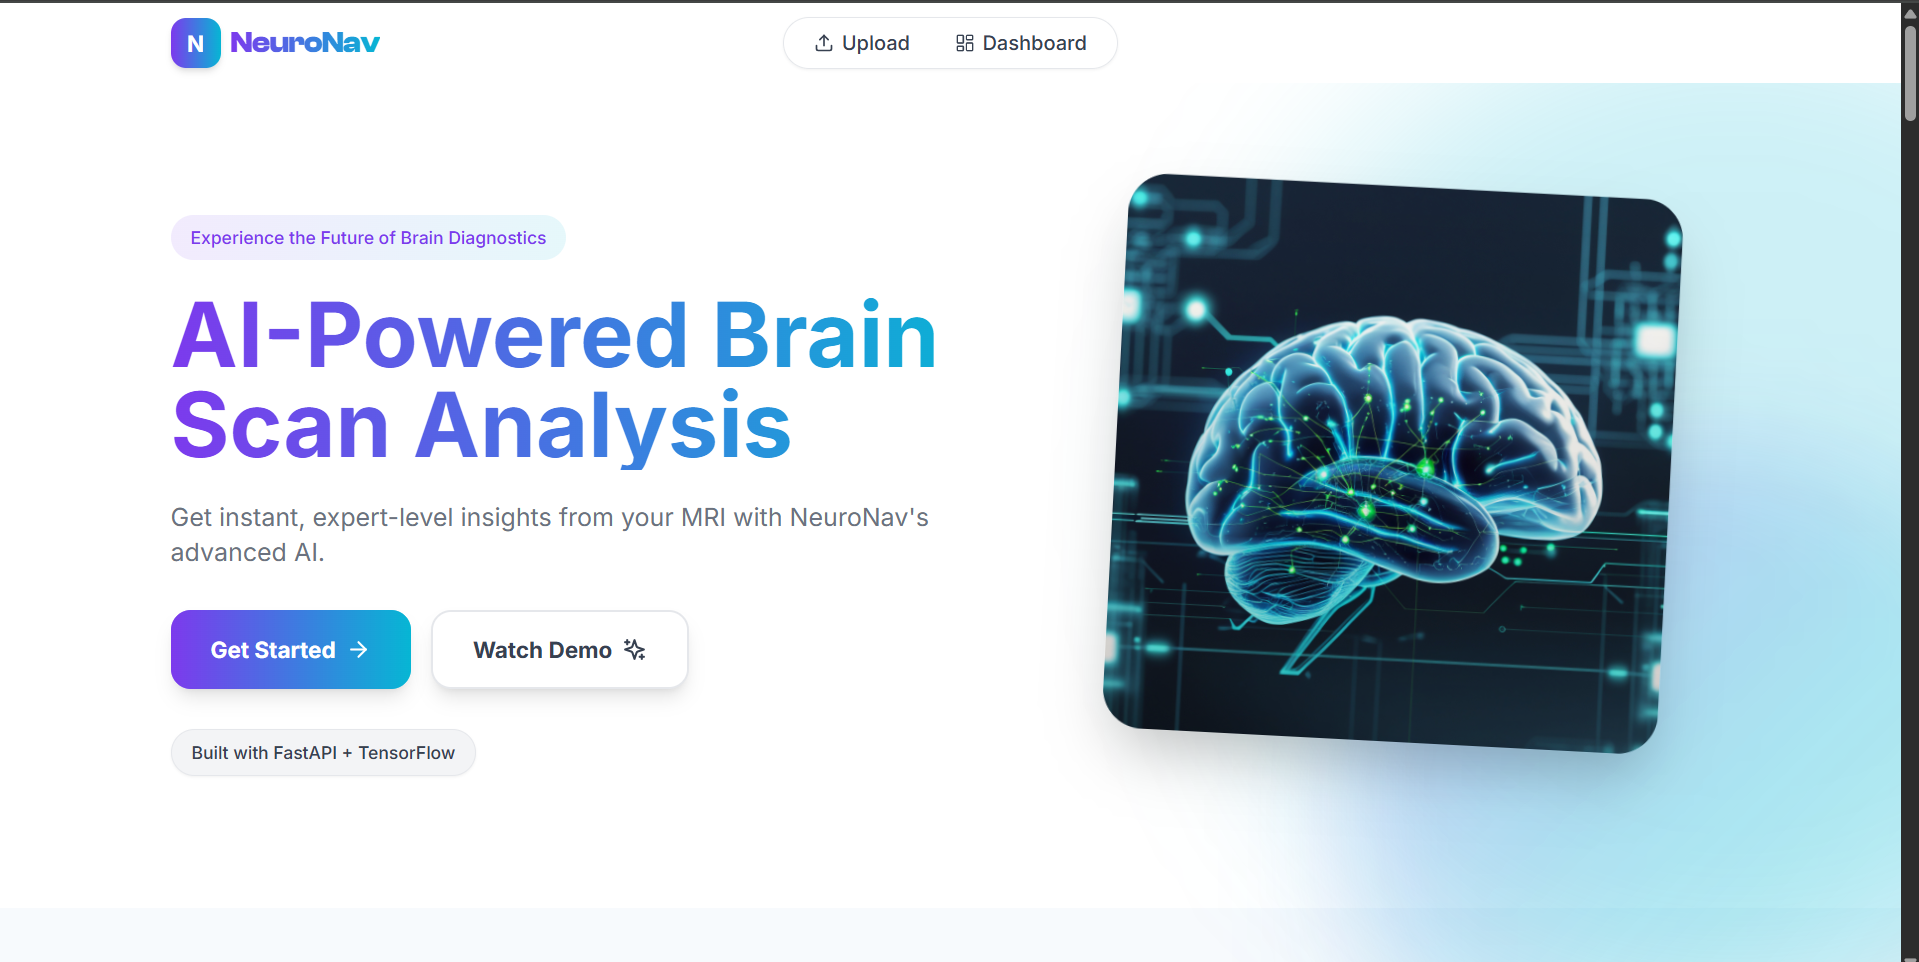 N NeuroNav
Upload Dashboard
Experience the Future of Brain Diagnostics
AI-Powered Brain
Scan Analysis
Get instant, expert-level insights from your MRI with NeuroNav's
advanced AI.
Get Started
Watch Demo
Built with FastAPI + TensorFlow